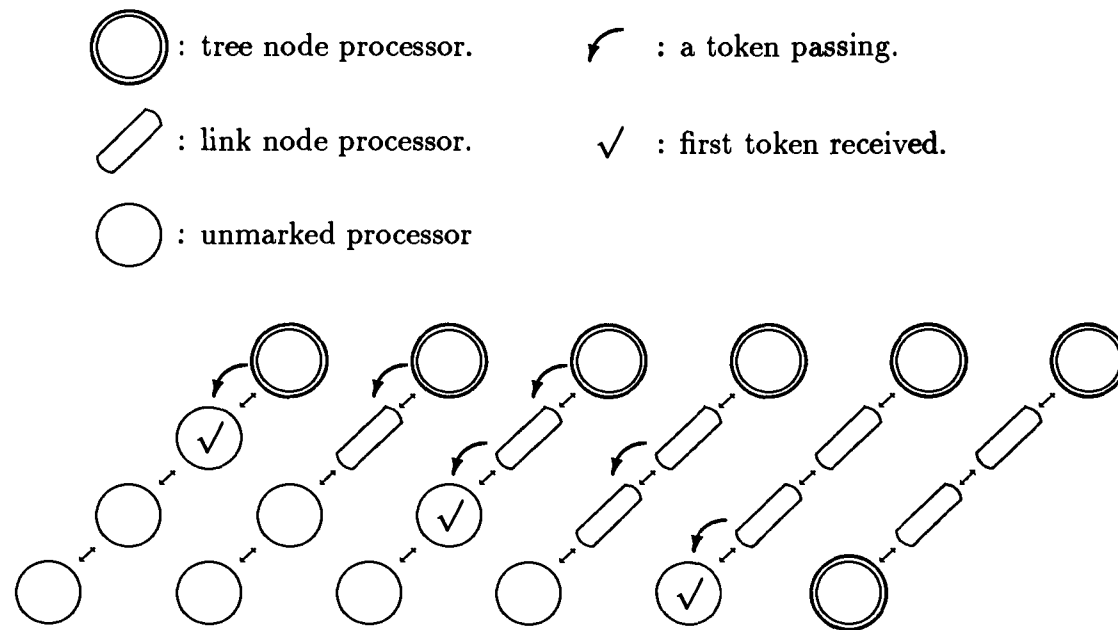 : tree node processor.
: a token passing.
: link node processor.
√ : first token received.
: unmarked processor